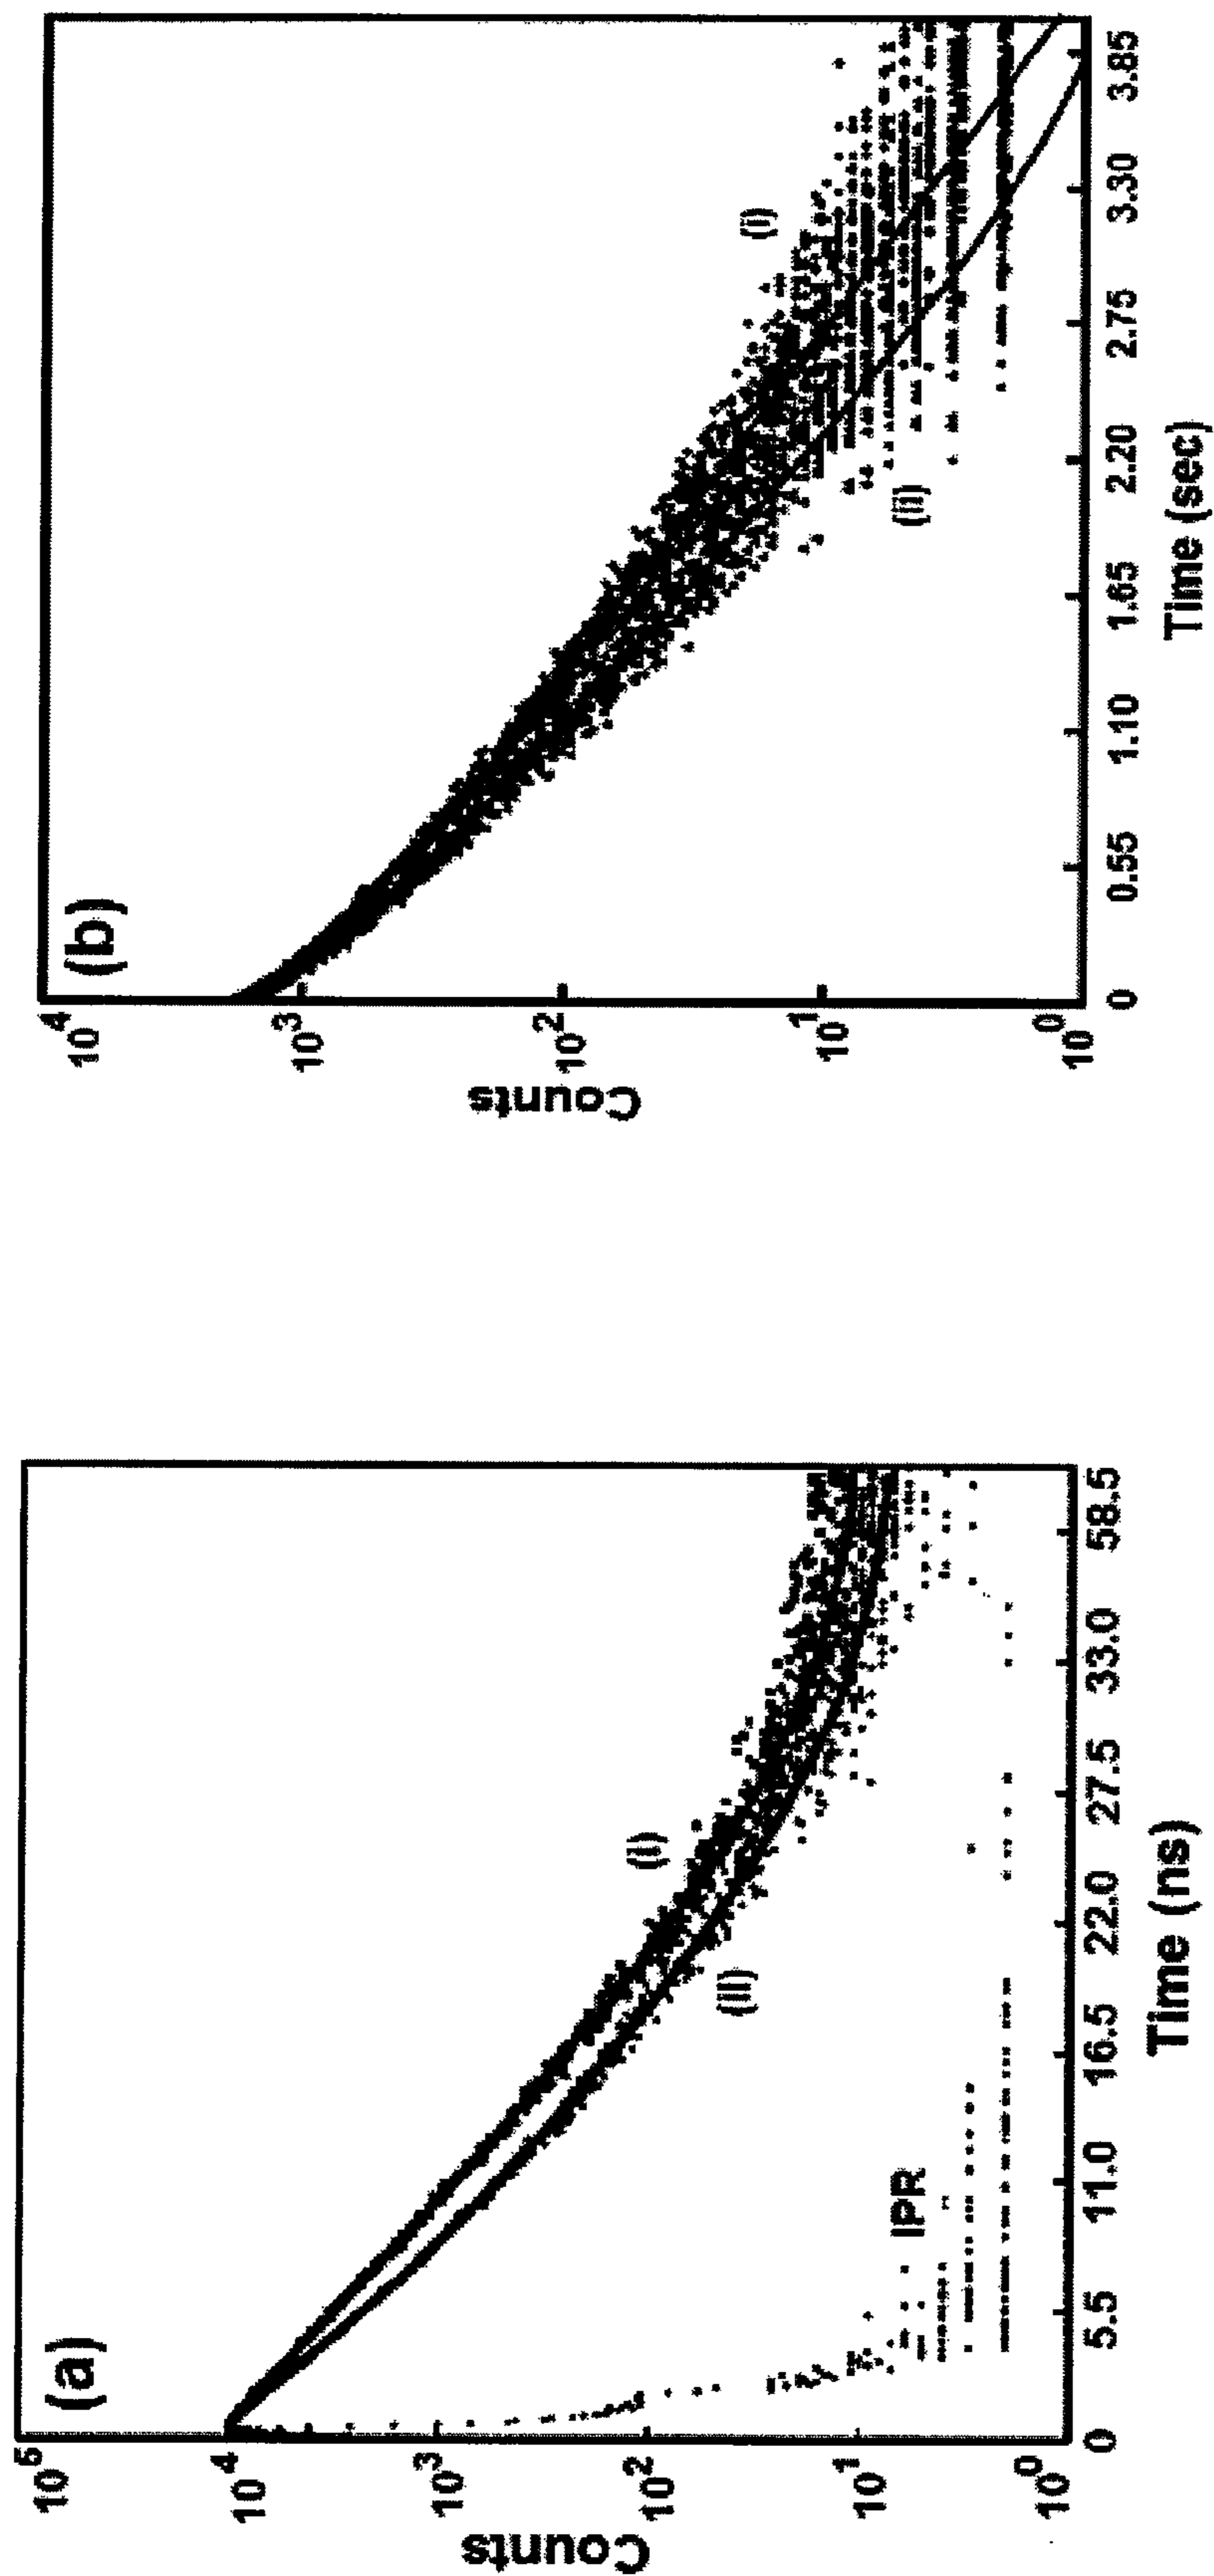 (a)
10^5
10^4
10^3
10^2
10^1
10^0
Counts
(i)
(ii)
IPR
0 5.5 11.0 16.5 22.0 27.5 33.0 58.5
Time (ns)
(b)
10^4
10^3
10^2
10^1
10^0
Counts
(i)
(ii)
0 0.55 1.10 1.65 2.20 2.75 3.30 3.85
Time (sec)